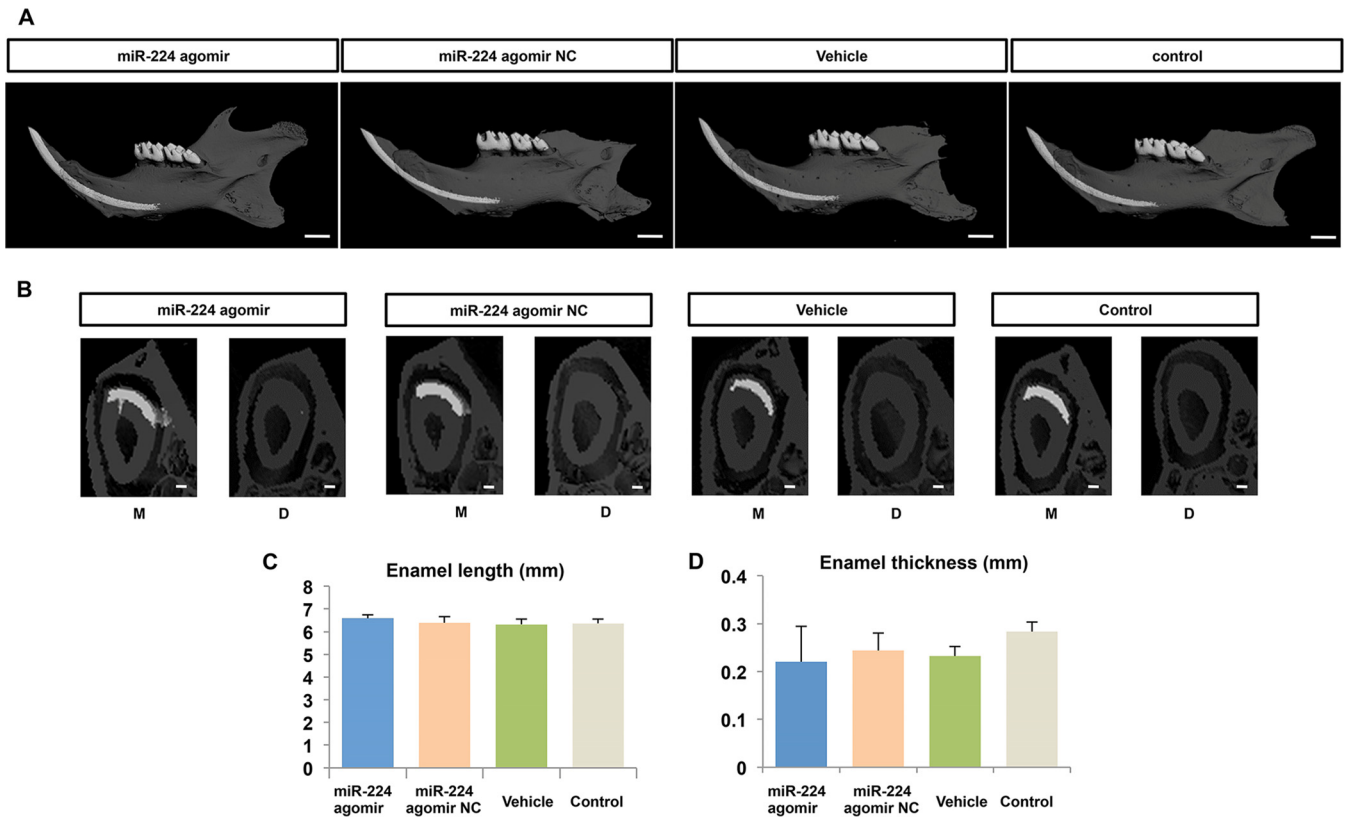 A
miR-224 agomir
miR-224 agomir NC
Vehicle
control
B
miR-224 agomir
miR-224 agomir NC
Vehicle
Control
M
D
M
D
M
D
M
D
C
Enamel length (mm)
8
7
6
5
4
3
2
1
0
miR-224
agomir
miR-224
agomir NC
Vehicle
Control
D
Enamel thickness (mm)
0.4
0.3
0.2
0.1
0
miR-224
agomir
miR-224
agomir NC
Vehicle
Control